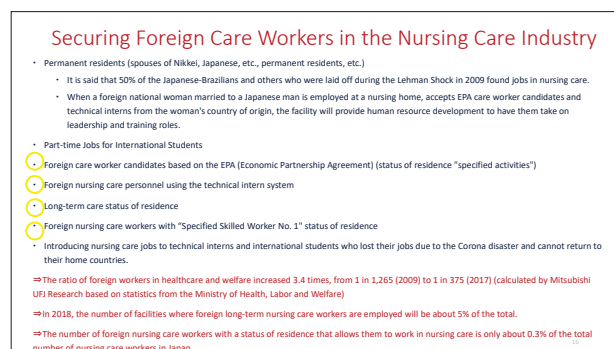 Securing Foreign Care Workers in the Nursing Care Industry
• Permanent residents (spouses of Nikkei, Japanese, etc., permanent residents, etc.)
• It is said that 50% of the Japanese-Brazilians and others who were laid off during the Lehman Shock in 2009 found jobs in nursing care.
• When a foreign national woman married to a Japanese man is employed at a nursing home, accepts EPA care worker candidates and
technical interns from the woman's country of origin, the facility will provide human resource development to have them take on
leadership and training roles.
• Part-time Jobs for International Students
• Foreign care worker candidates based on the EPA (Economic Partnership Agreement) (status of residence "specified activities")
• Foreign nursing care personnel using the technical intern system
• Long-term care status of residence
• Foreign nursing care workers with “Specified Skilled Worker No. 1” status of residence
• Introducing nursing care jobs to technical interns and international students who lost their jobs due to the Corona disaster and cannot return to
their home countries.
⇒The ratio of foreign workers in healthcare and welfare increased 3.4 times, from 1 in 1,265 (2009) to 1 in 375 (2017) (calculated by Mitsubishi
UFJ Research based on statistics from the Ministry of Health, Labor and Welfare)
⇒In 2018, the number of facilities where foreign long-term nursing care workers are employed will be about 5% of the total.
⇒The number of foreign nursing care workers with a status of residence that allows them to work in nursing care is only about 0.3% of the total
number of nursing care workers in Japan
16